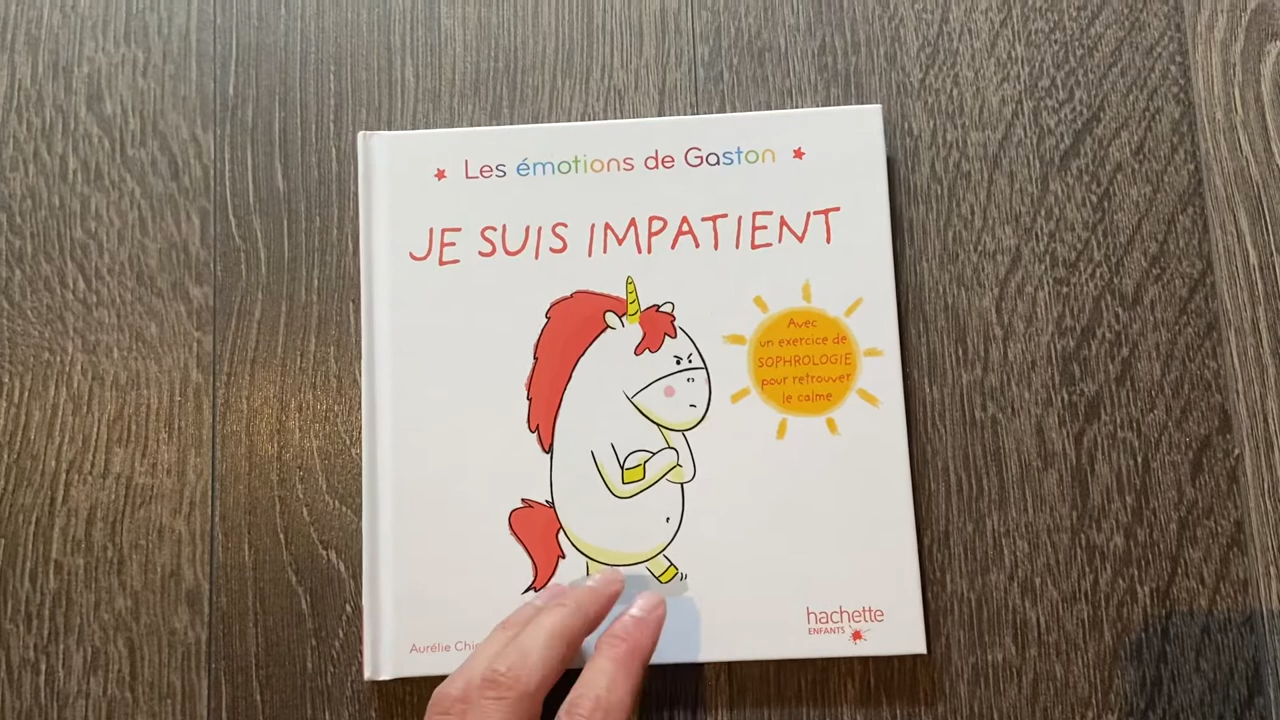 Les émotions de Gaston
JE SUIS IMPATIENT
Avec
un exercice de
SOPHROLOGIE
pour retrouver
le calme
hachette
ENFANTS
Aurélie